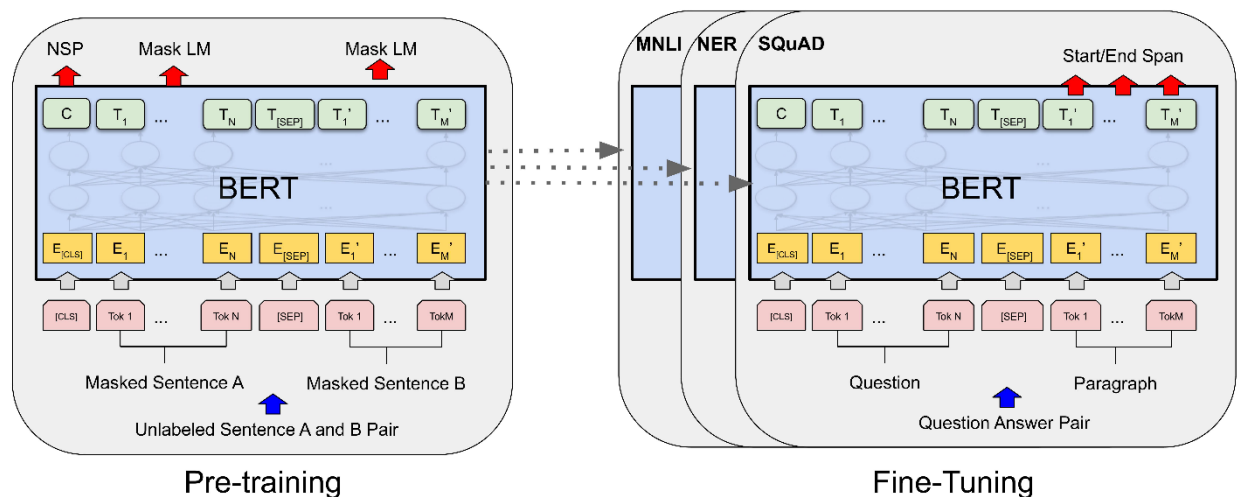 NSP Mask LM Mask LM
C T1 ... TN T[SEP] T1' ... TM'
...
BERT
...
E[CLS] E1 ... EN E[SEP] E1' ... EM'
[CLS] Tok 1 ... Tok N [SEP] Tok 1 ... TokM
Masked Sentence A Masked Sentence B
Unlabeled Sentence A and B Pair
Pre-training
MNLI NER SQuAD
Start/End Span
C T1 ... TN T[SEP] T1' ... TM'
...
BERT
...
E[CLS] E1 ... EN E[SEP] E1' ... EM'
[CLS] Tok 1 ... Tok N [SEP] Tok 1 ... TokM
Question Paragraph
Question Answer Pair
Fine-Tuning